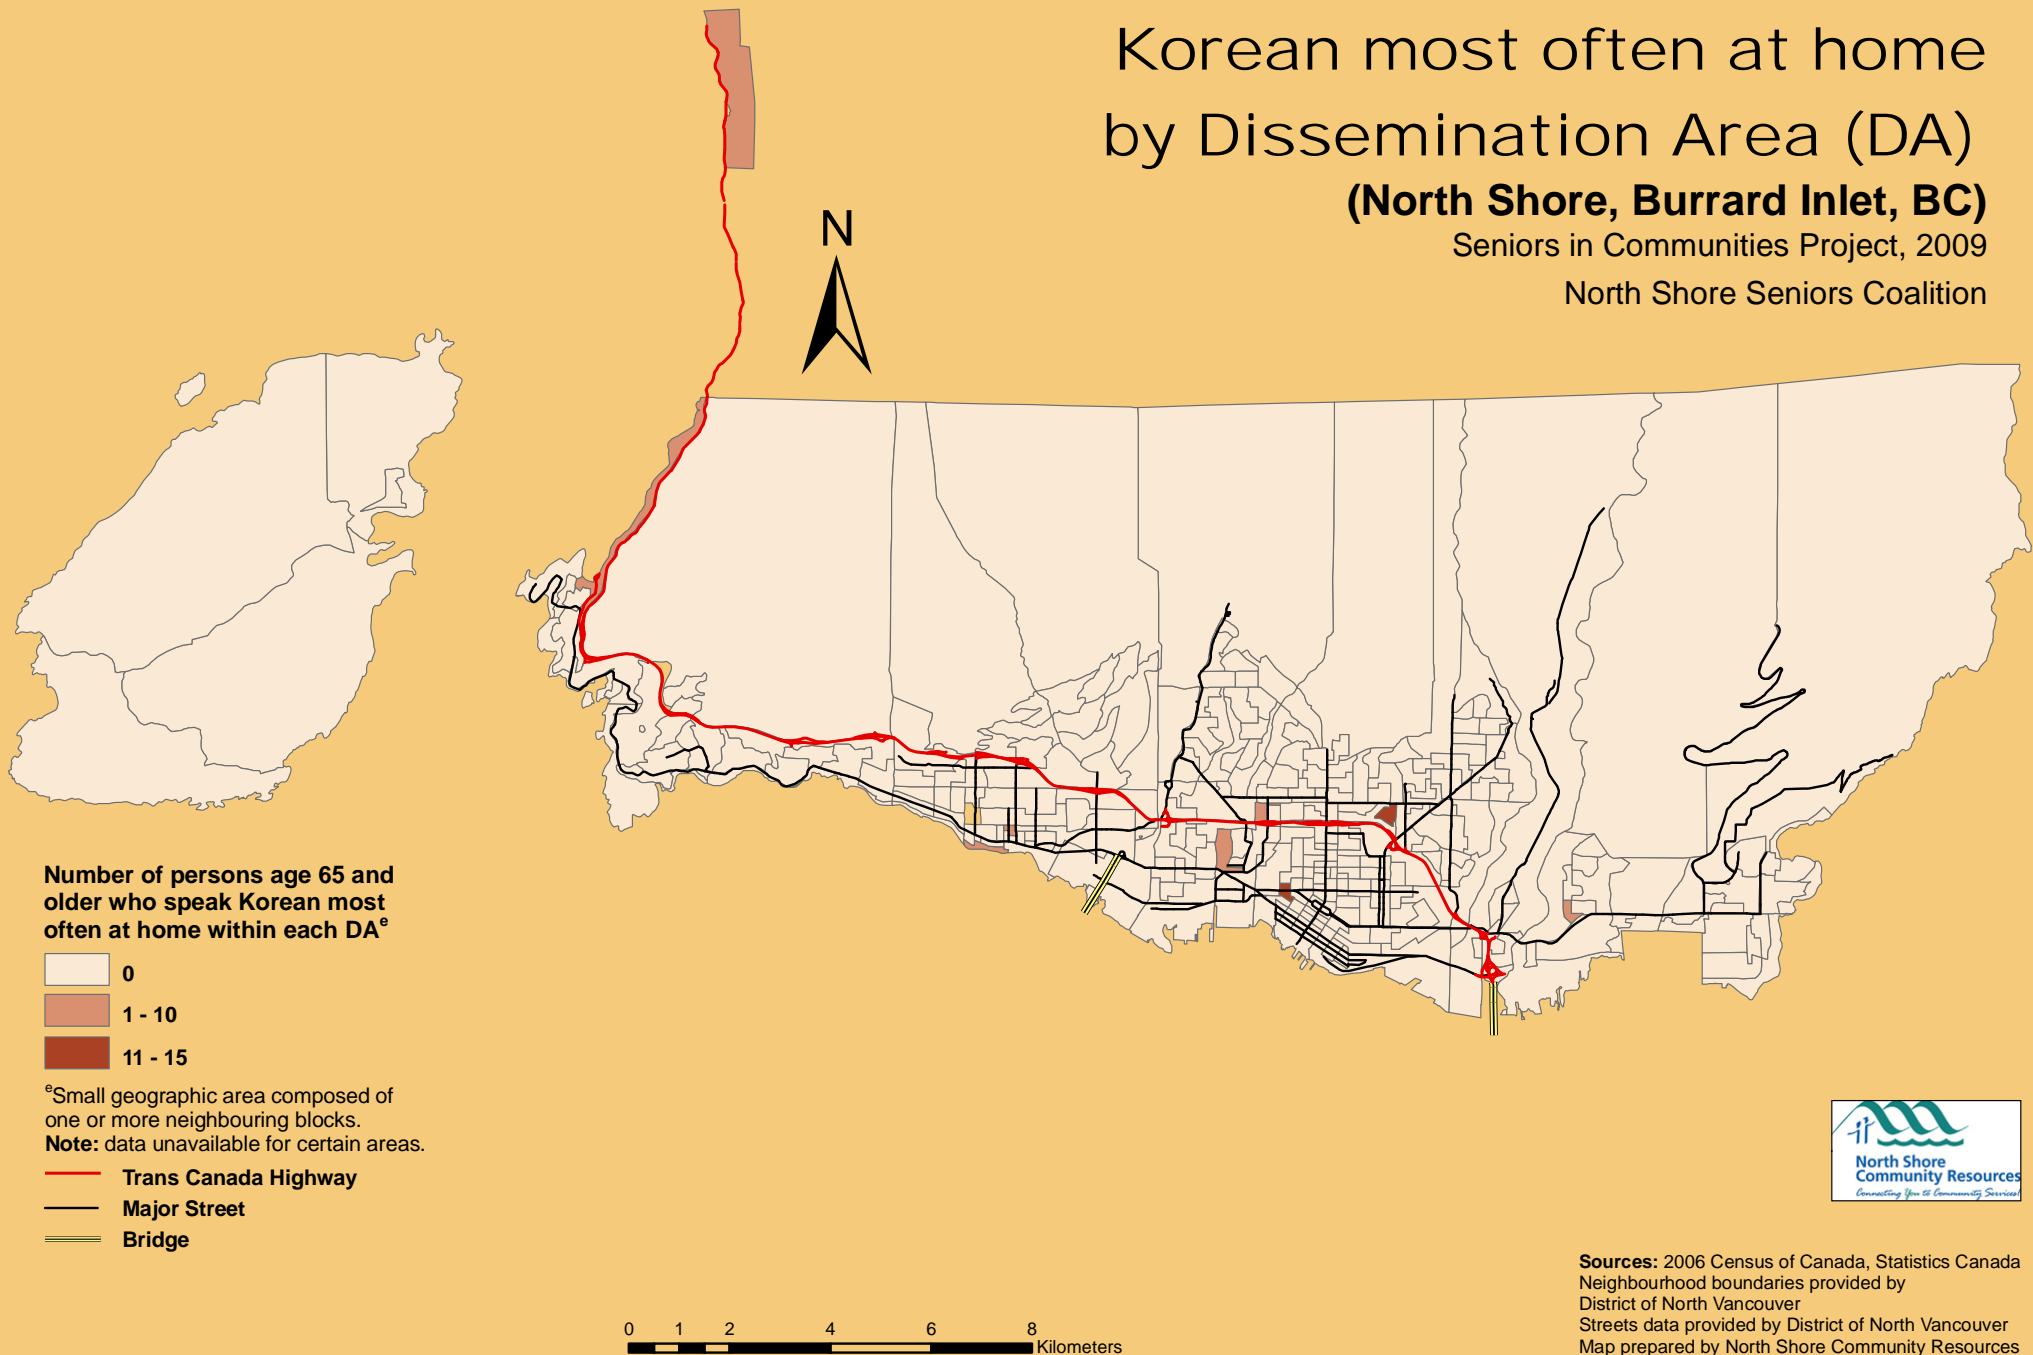 Korean most often at home
by Dissemination Area (DA)
(North Shore, Burrard Inlet, BC)
Seniors in Communities Project, 2009
North Shore Seniors Coalition
N
Number of persons age 65 and
older who speak Korean most
often at home within each DAe
0
1 - 10
11 - 15
eSmall geographic area composed of
one or more neighbouring blocks.
Note: data unavailable for certain areas.
Trans Canada Highway
Major Street
Bridge
North Shore
Community Resources
Connecting You to Community Services!
Sources: 2006 Census of Canada, Statistics Canada
Neighbourhood boundaries provided by
District of North Vancouver
Streets data provided by District of North Vancouver
Map prepared by North Shore Community Resources
0 1 2 4 6 8
Kilometers